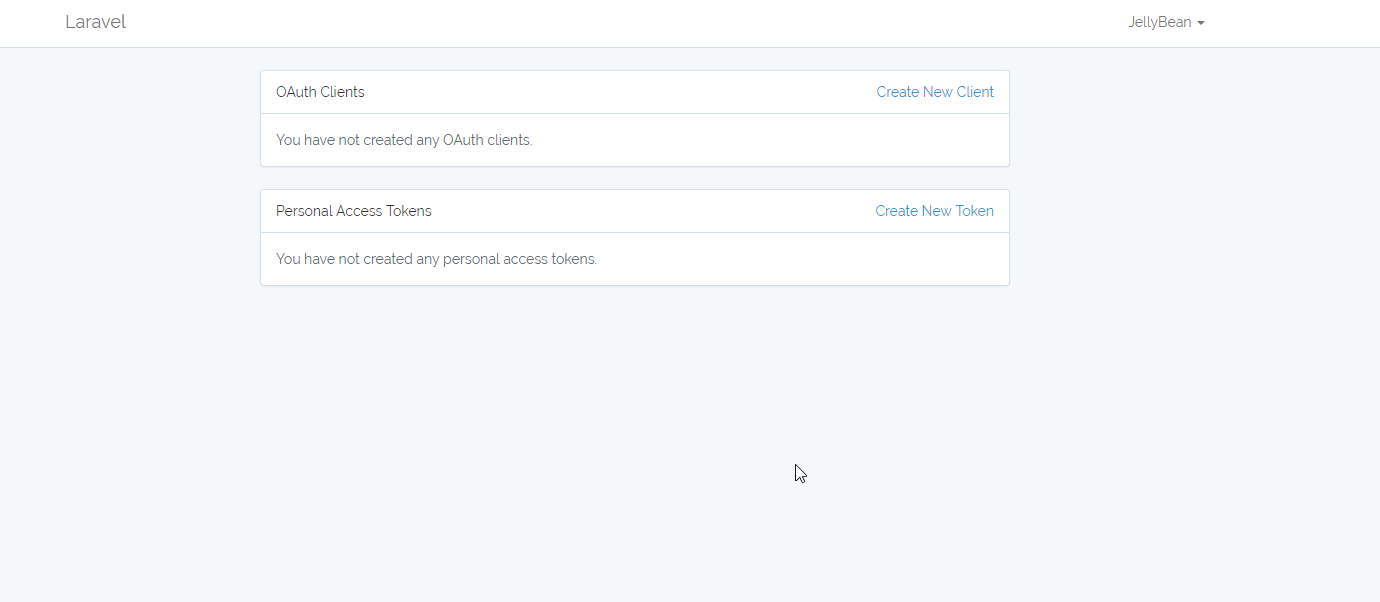 Laravel
JellyBean
OAuth Clients
Create New Client
You have not created any OAuth clients.
Personal Access Tokens
Create New Token
You have not created any personal access tokens.